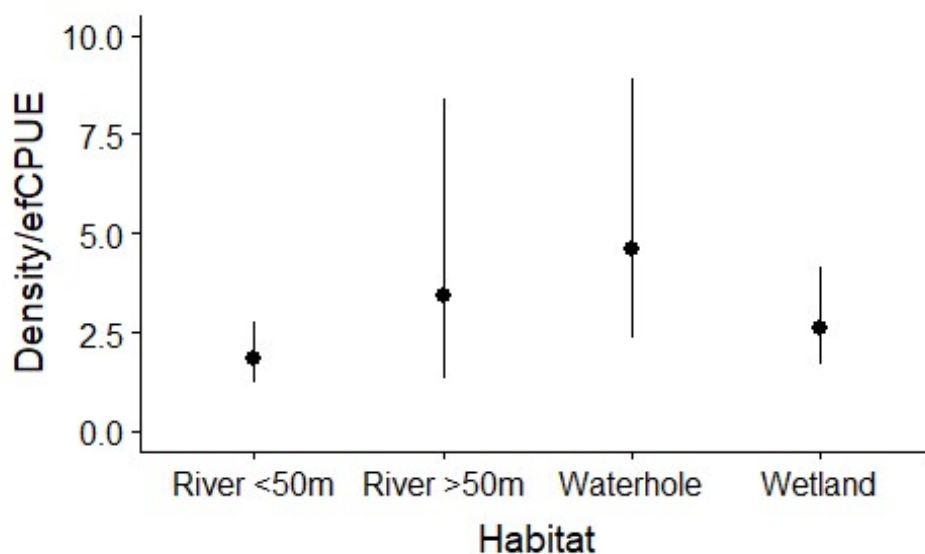 Density/efCPUE
10.0
7.5
5.0
2.5
0.0
River <50m River >50m Waterhole Wetland
Habitat